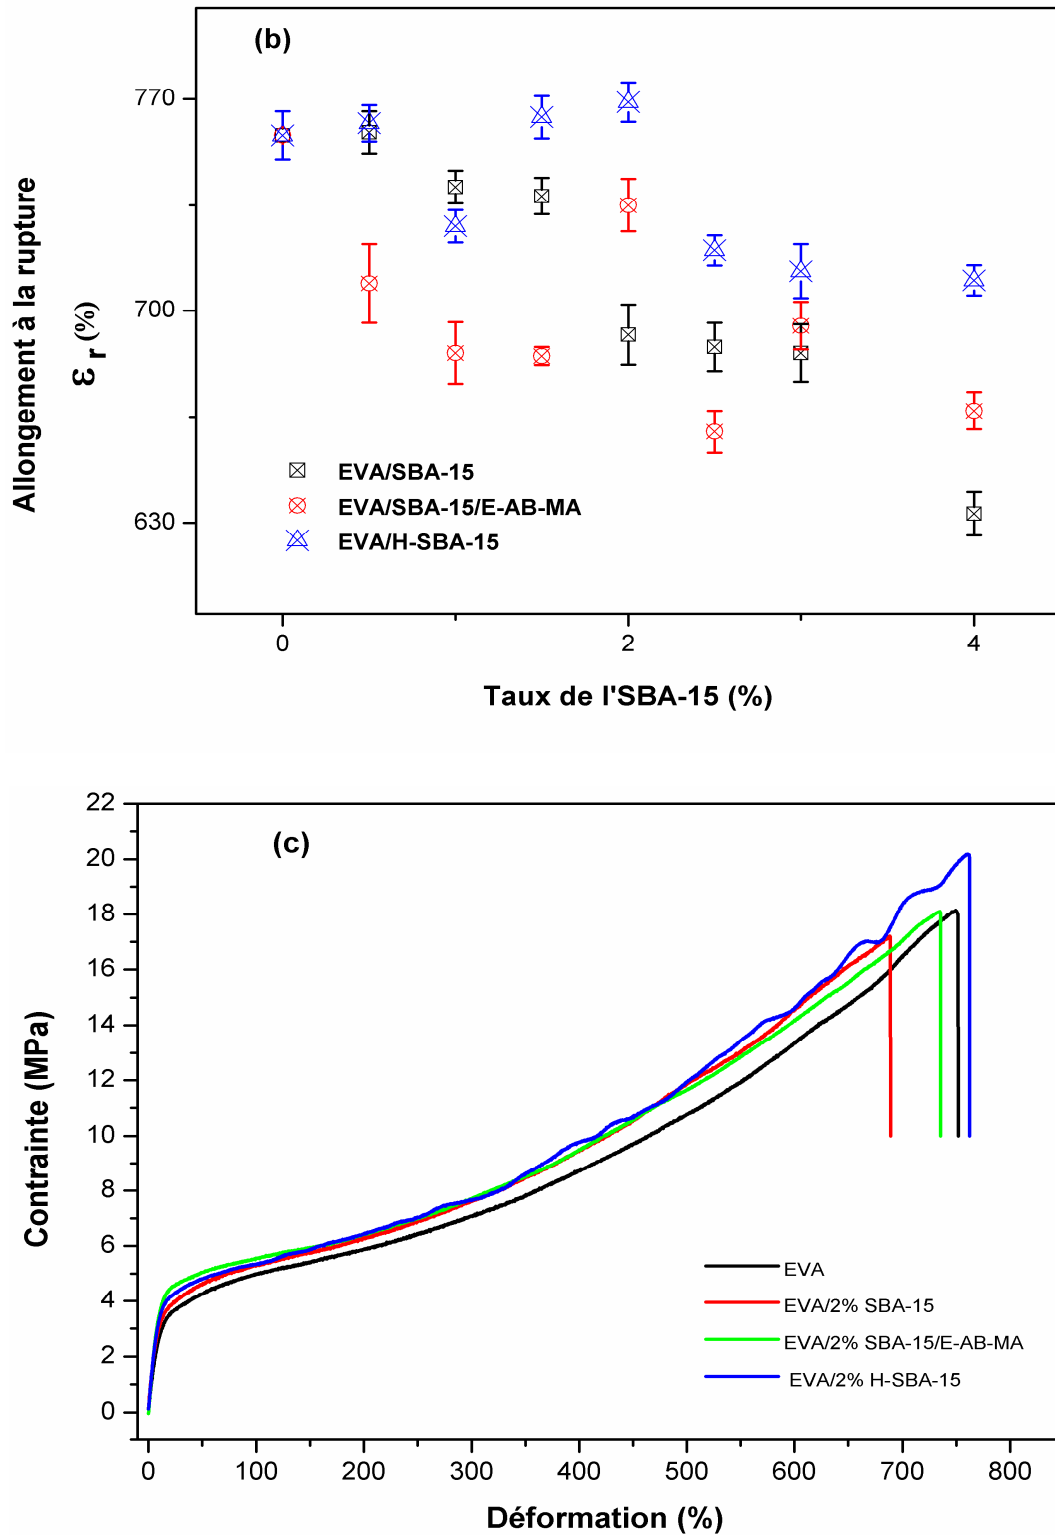 (b)
770
700
630
Allongement à la rupture
εr (%)
EVA/SBA-15
EVA/SBA-15/E-AB-MA
EVA/H-SBA-15
0 2 4
Taux de l'SBA-15 (%)
(c)
22
20
18
16
14
12
10
8
6
4
2
0
Contrainte (MPa)
EVA
EVA/2% SBA-15
EVA/2% SBA-15/E-AB-MA
EVA/2% H-SBA-15
0 100 200 300 400 500 600 700 800
Déformation (%)